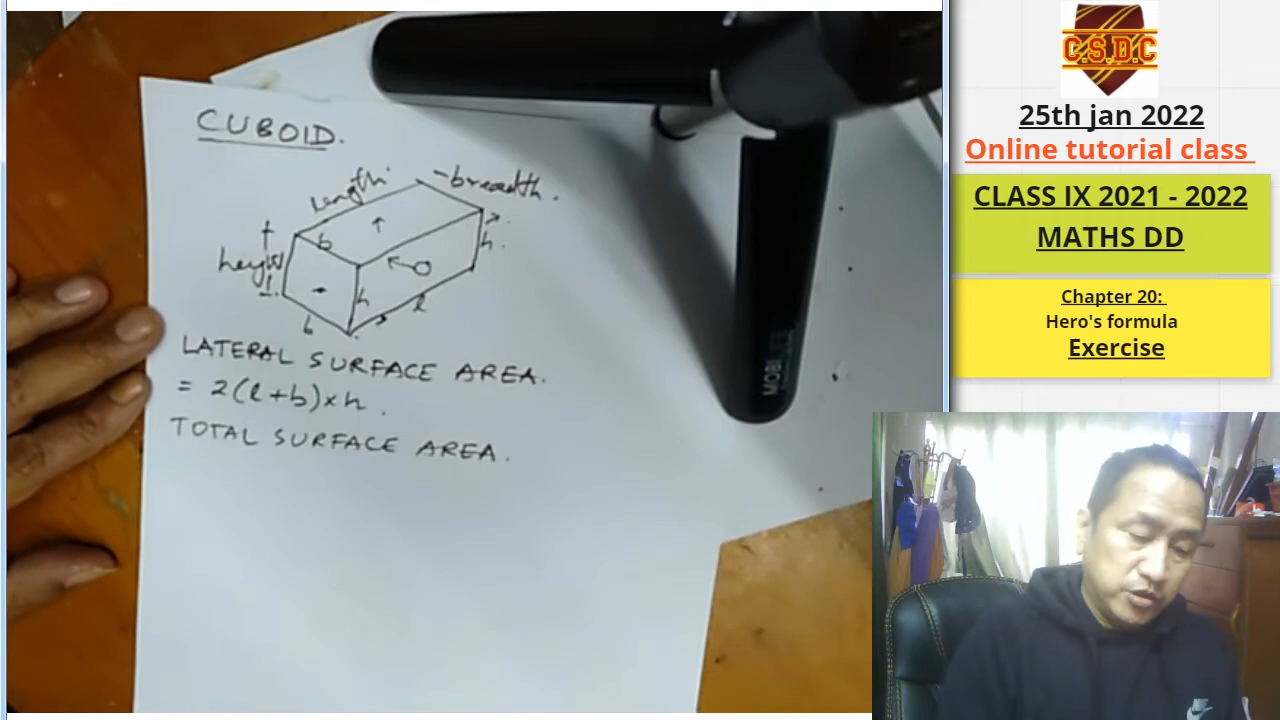 CUBOID.
Length
breadth.
b
h.
height
h
l
b
LATERAL SURFACE AREA.
= 2(l+b)×h.
TOTAL SURFACE AREA.
MOBI
C.S.D.C
25th jan 2022
Online tutorial class
CLASS IX 2021 - 2022
MATHS DD
Chapter 20:
Hero's formula
Exercise